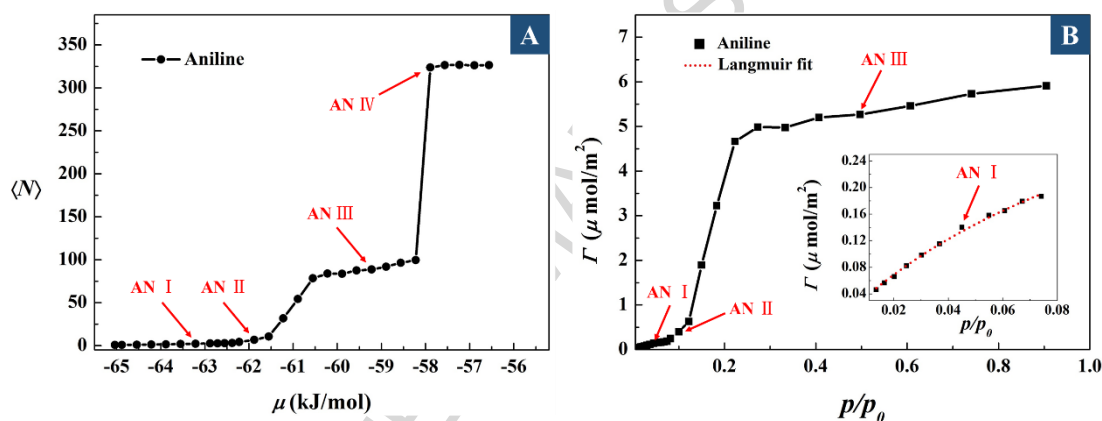 A
Aniline
AN Ⅳ
AN Ⅲ
AN Ⅰ
AN Ⅱ
⟨N⟩
350
300
250
200
150
100
50
0
-65 -64 -63 -62 -61 -60 -59 -58 -57 -56
μ (kJ/mol)
B
Aniline
Langmuir fit
AN Ⅲ
AN Ⅰ
AN Ⅱ
Γ (μ mol/m²)
7
6
5
4
3
2
1
0
0.2 0.4 0.6 0.8 1.0
p/p₀
AN Ⅰ
Γ (μ mol/m²)
0.24
0.20
0.16
0.12
0.08
0.04
0.02 0.04 0.06 0.08
p/p₀